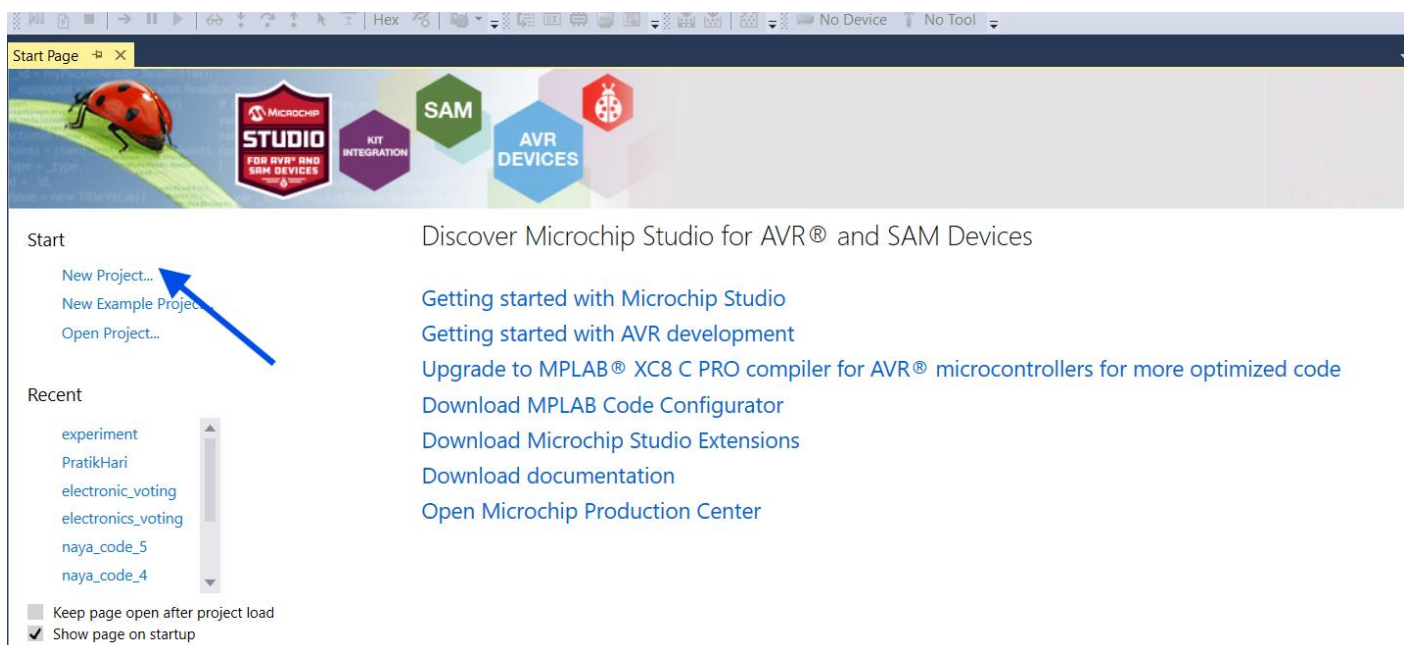 Hex
No Device
No Tool
Start Page
MICROCHIP
STUDIO
FOR AVR® AND
SAM DEVICES
KIT
INTEGRATION
SAM
AVR
DEVICES
Start
New Project...
New Example Project...
Open Project...
Recent
experiment
PratikHari
electronic_voting
electronics_voting
naya_code_5
naya_code_4
Keep page open after project load
Show page on startup
Discover Microchip Studio for AVR® and SAM Devices
Getting started with Microchip Studio
Getting started with AVR development
Upgrade to MPLAB® XC8 C PRO compiler for AVR® microcontrollers for more optimized code
Download MPLAB Code Configurator
Download Microchip Studio Extensions
Download documentation
Open Microchip Production Center